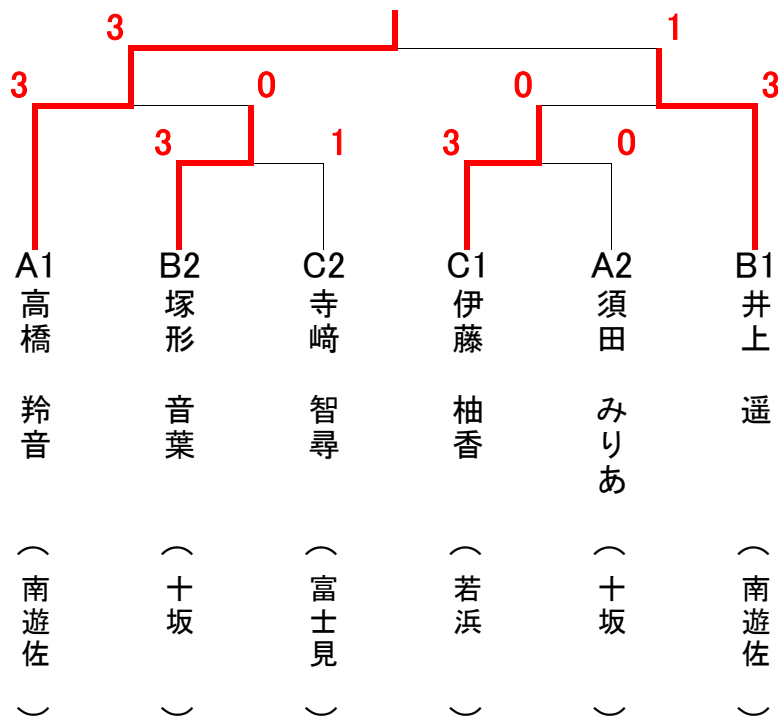 3
1
3
0
0
3
3
1
3
0
A1
B2
C2
C1
A2
B1
高橋 羚音
塚形 音葉
寺﨑 智尋
伊藤 柚香
須田 みりあ
井上 遥
(南遊佐)
(十坂)
(富士見)
(若浜)
(十坂)
(南遊佐)